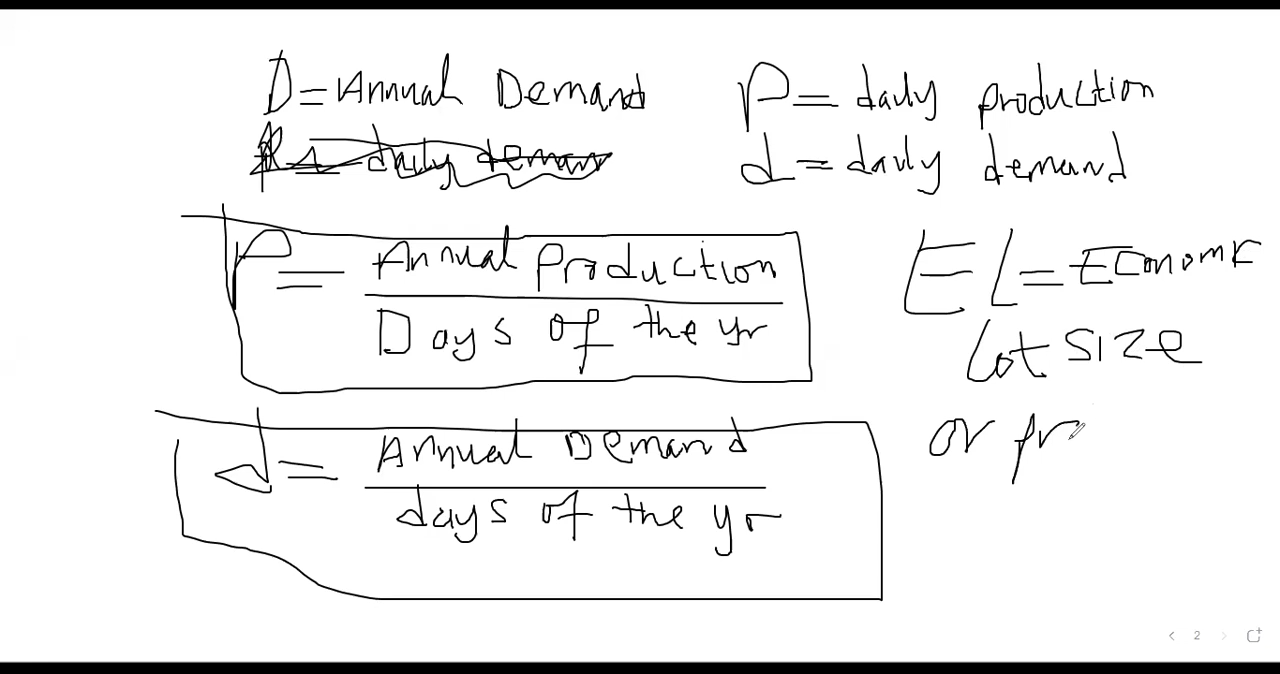 D = Annual Demand
P = daily production
d = daily demand
P = Annual Production
Days of the yr
d = Annual Demand
days of the yr
EL = Economic
lot SIZE
or pr
2